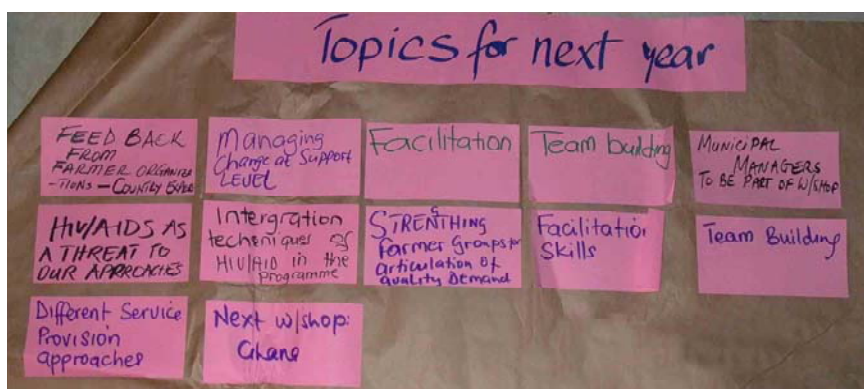 Topics for next year
FEED BACK
FROM
FARMER ORGANIZA
-TIONS - COUNTRY EXPER
Managing
Change at Support
LEVEL
Facilitation
Team building
MUNICIPAL
MANAGERS
TO BE PART OF W/SHOP
HIV/AIDS AS
A THREAT TO
OUR APPROACHES
Intergration
techeniques of
HIV/AID in the
Programme
STRENTHING
G
farmer Groups for
articulation of
quality Demand
Facilitation
Skills
Team Building
Different Service
Provision
approaches
Next w/shop:
Ghana